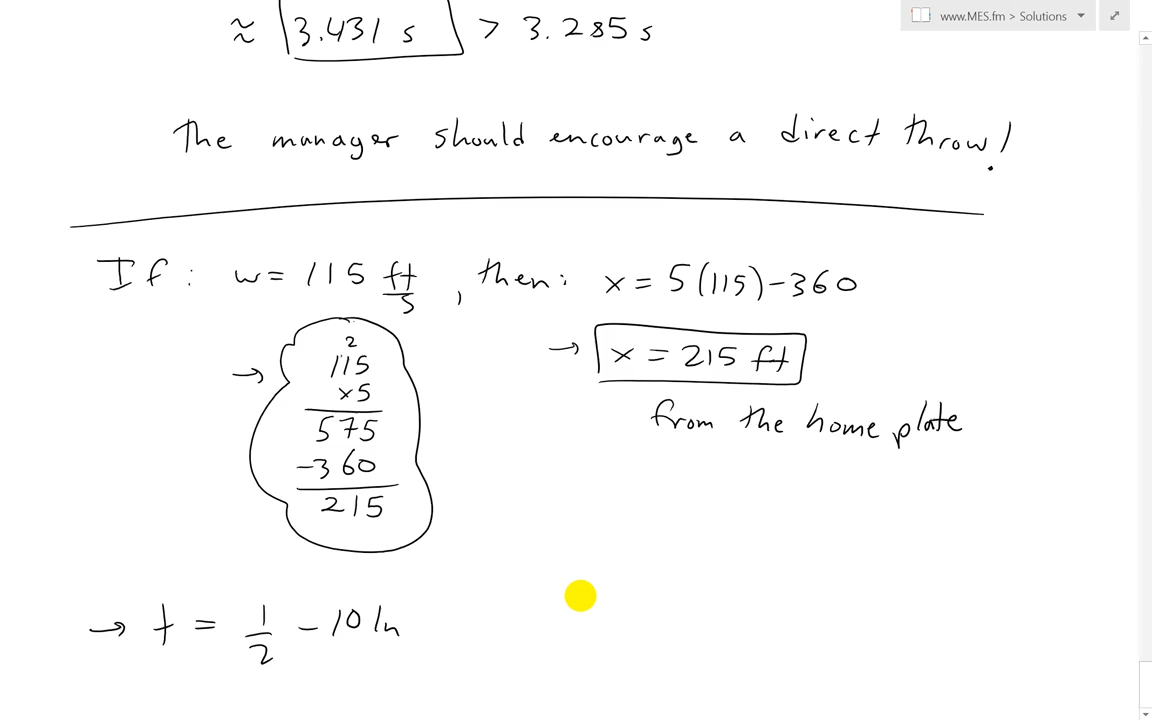 www.MES.fm > Solutions
≈ 3.431 s > 3.285 s
The manager should encourage a direct throw!
If: w = 115 ft/s, then: x = 5(115) - 360
→ x = 215 ft
from the home plate
→
2
115
x5
575
-360
215
→ t = 1/2 - 10 ln